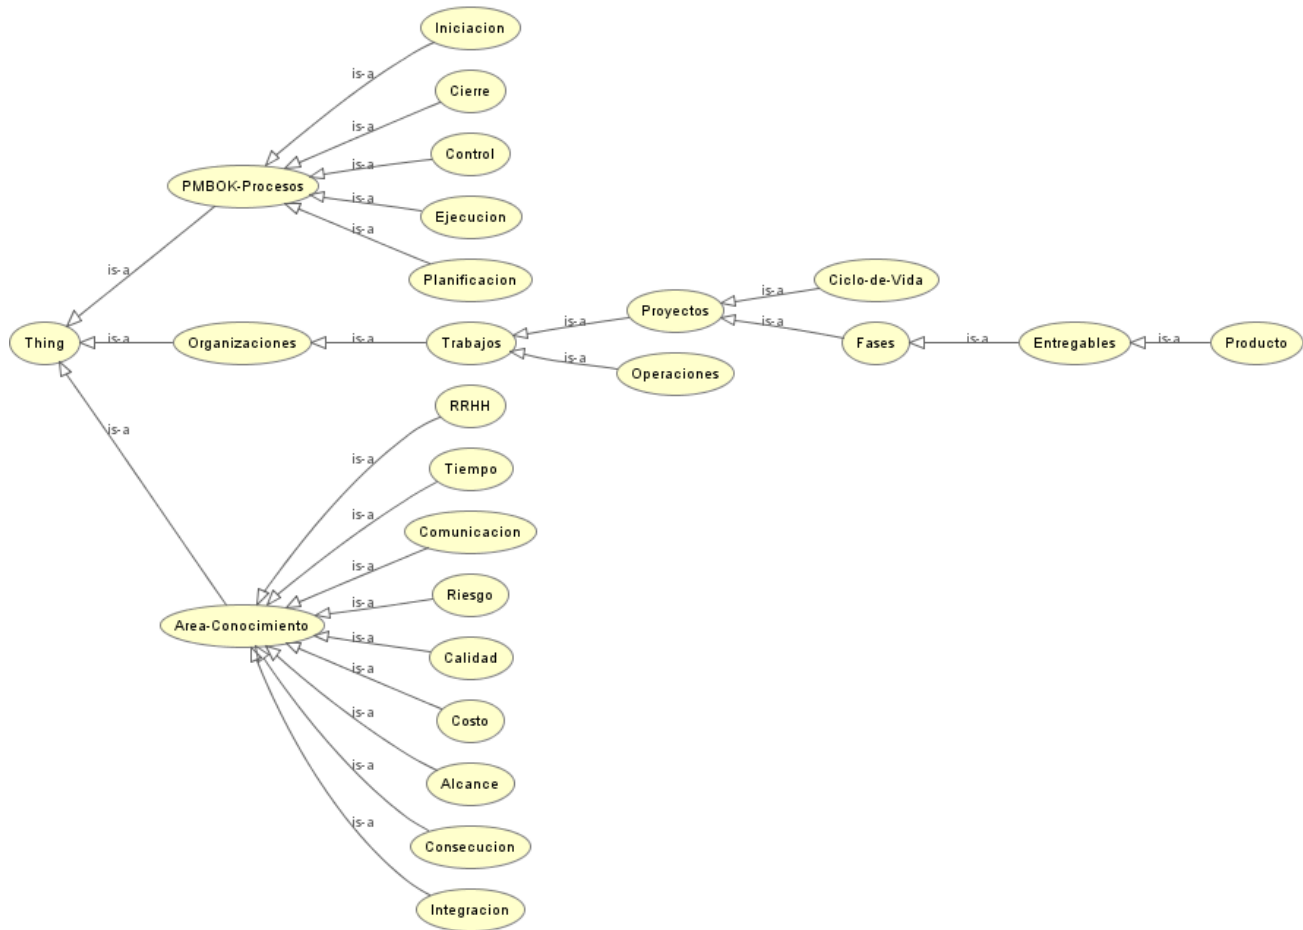 Iniciacion
is-a
Cierre
is-a
Control
is-a
PMBOK-Procesos
is-a
Ejecucion
is-a
Planificacion
is-a
Thing
is-a
Organizaciones
is-a
Trabajos
is-a
Proyectos
is-a
Ciclo-de-Vida
is-a
Fases
is-a
Entregables
is-a
Producto
is-a
Operaciones
is-a
RRHH
is-a
Tiempo
is-a
Comunicacion
is-a
Riesgo
is-a
Area-Conocimiento
is-a
Calidad
is-a
Costo
is-a
Alcance
is-a
Consecucion
is-a
Integracion
is-a